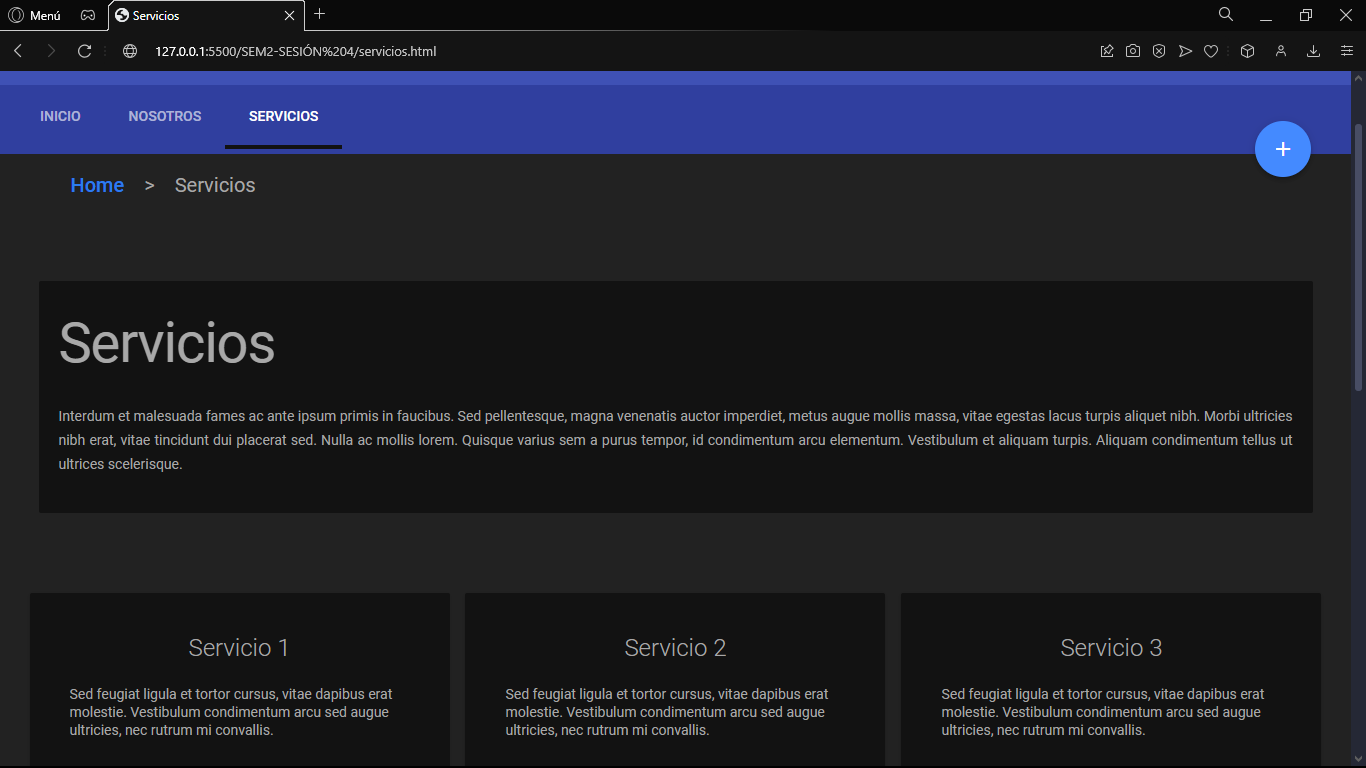 Menú
Servicios
127.0.0.1:5500/SEM2-SESIÓN%204/servicios.html
INICIO NOSOTROS SERVICIOS
+
Home > Servicios
Servicios
Interdum et malesuada fames ac ante ipsum primis in faucibus. Sed pellentesque, magna venenatis auctor imperdiet, metus augue mollis massa, vitae egestas lacus turpis aliquet nibh. Morbi ultricies
nibh erat, vitae tincidunt dui placerat sed. Nulla ac mollis lorem. Quisque varius sem a purus tempor, id condimentum arcu elementum. Vestibulum et aliquam turpis. Aliquam condimentum tellus ut
ultrices scelerisque.
Servicio 1
Sed feugiat ligula et tortor cursus, vitae dapibus erat
molestie. Vestibulum condimentum arcu sed augue
ultricies, nec rutrum mi convallis.
Servicio 2
Sed feugiat ligula et tortor cursus, vitae dapibus erat
molestie. Vestibulum condimentum arcu sed augue
ultricies, nec rutrum mi convallis.
Servicio 3
Sed feugiat ligula et tortor cursus, vitae dapibus erat
molestie. Vestibulum condimentum arcu sed augue
ultricies, nec rutrum mi convallis.